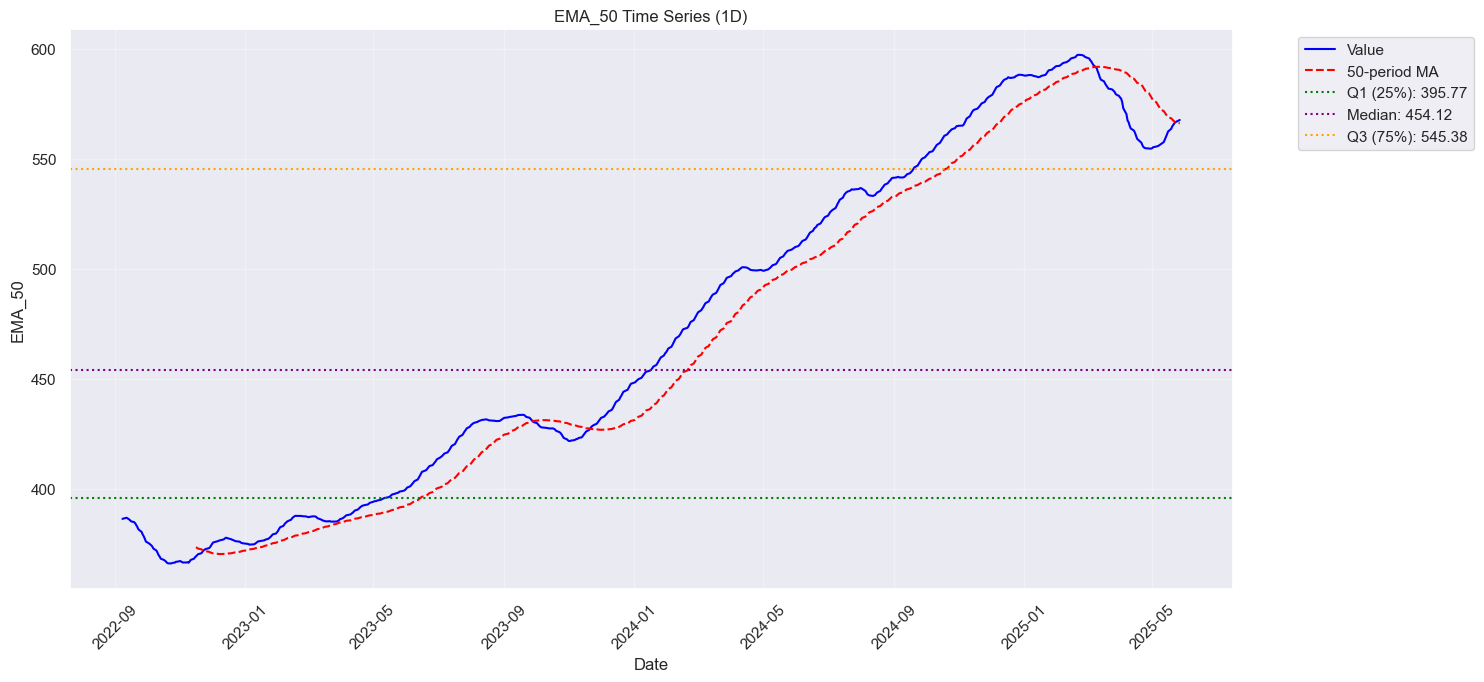 EMA_50 Time Series (1D)
Value
50-period MA
Q1 (25%): 395.77
Median: 454.12
Q3 (75%): 545.38
EMA_50
600
550
500
450
400
2022-09
2023-01
2023-05
2023-09
2024-01
2024-05
2024-09
2025-01
2025-05
Date